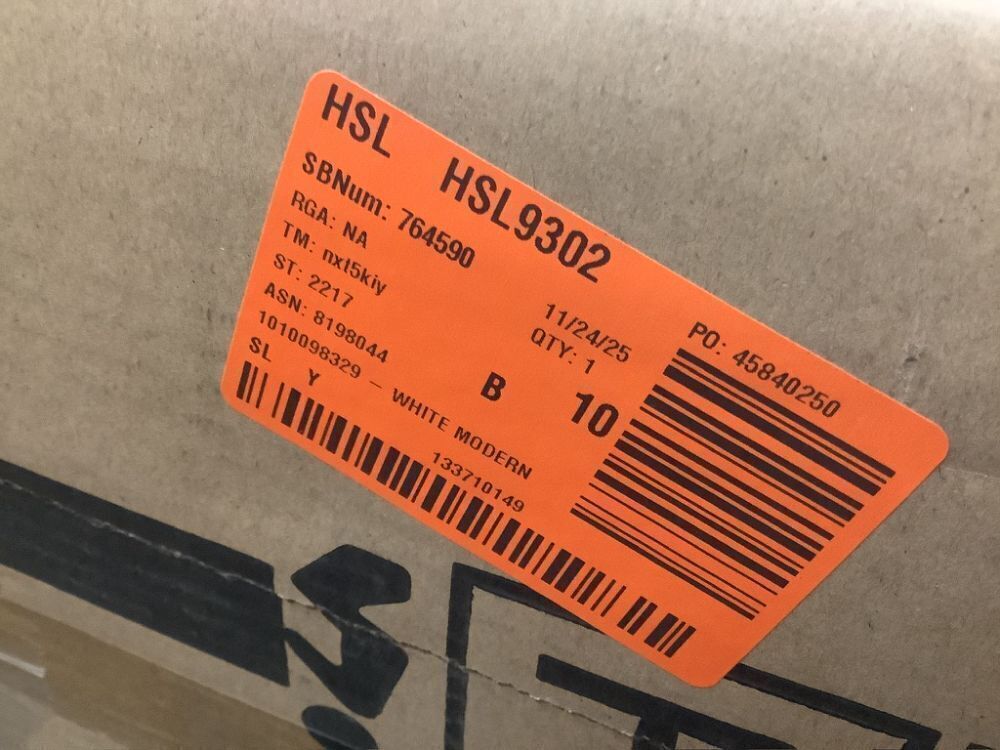 HSL HSL9302
SBNum: 764590
RGA: NA
TM: nxt5kiy
ST: 2217
ASN: 8198044
1010098329 - WHITE MODERN
SL Y 133710149
11/24/25
QTY: 1
B 10
PO: 45840250